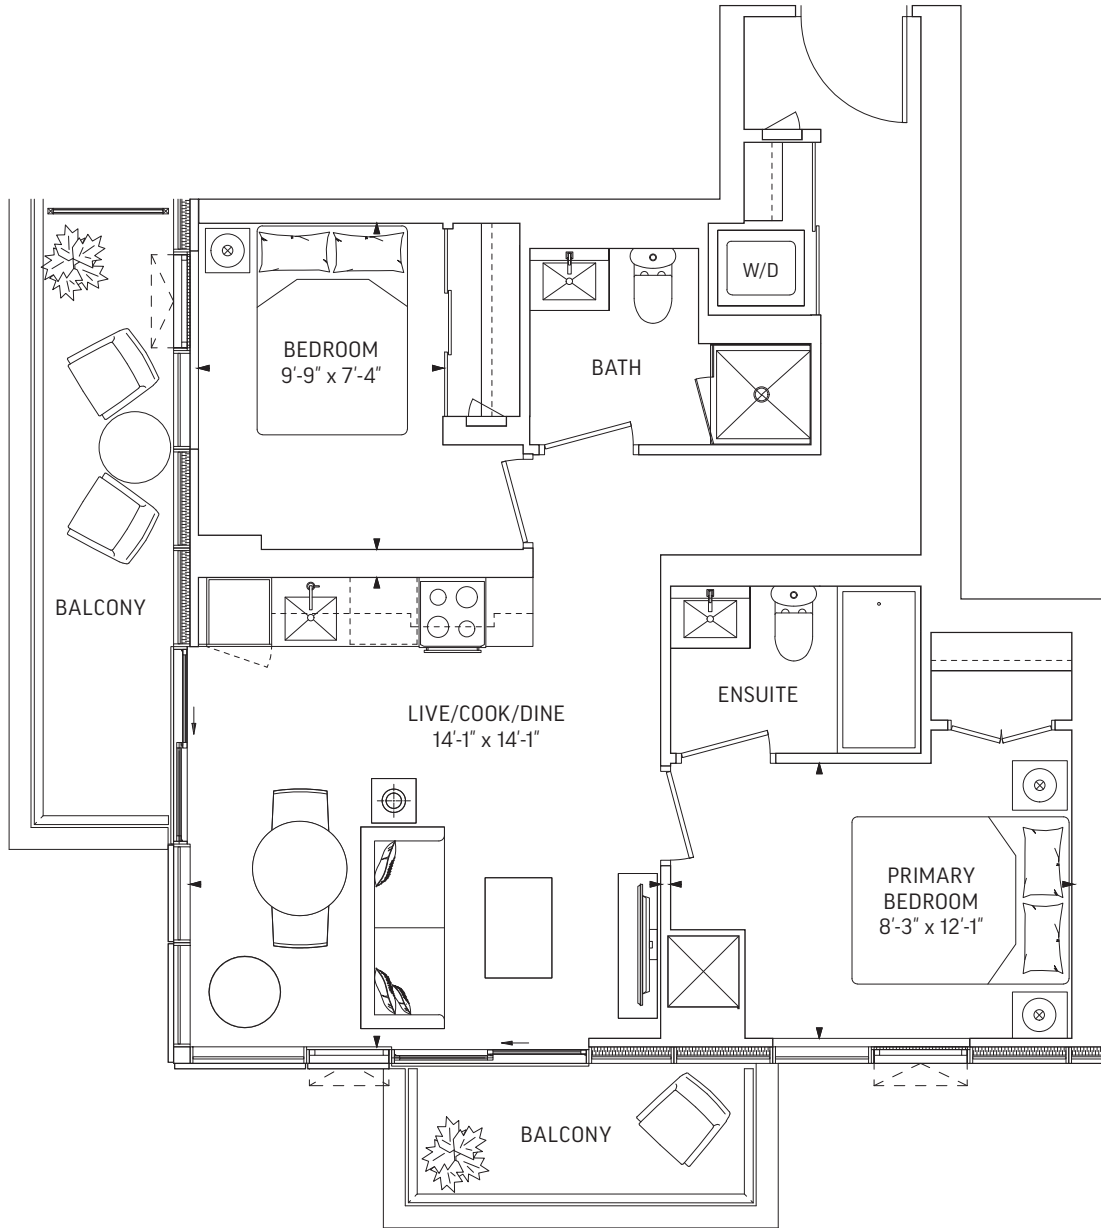 W/D
BEDROOM
9'-9" x 7'-4"
BATH
BALCONY
ENSUITE
LIVE/COOK/DINE
14'-1" x 14'-1"
PRIMARY
BEDROOM
8'-3" x 12'-1"
BALCONY